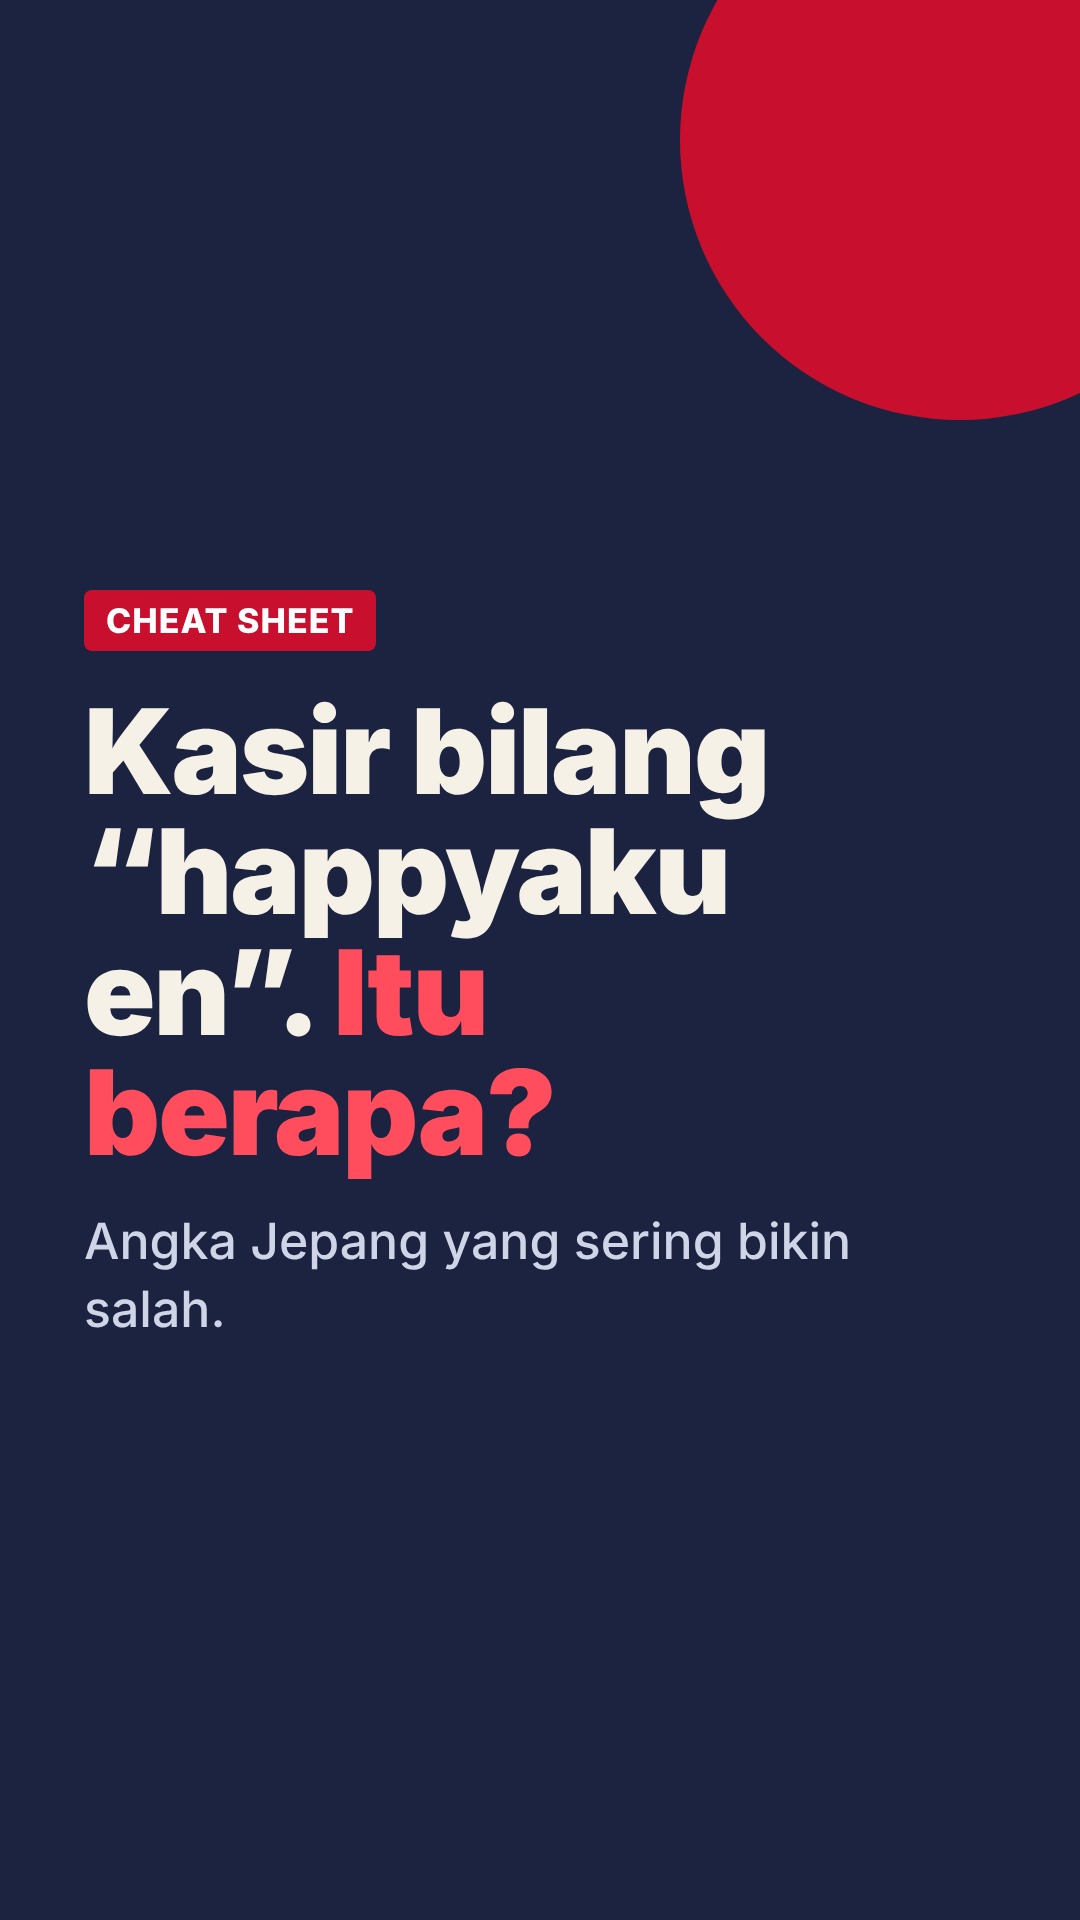 CHEAT SHEET
Kasir bilang
“happyaku
en”. Itu
berapa?
Angka Jepang yang sering bikin
salah.